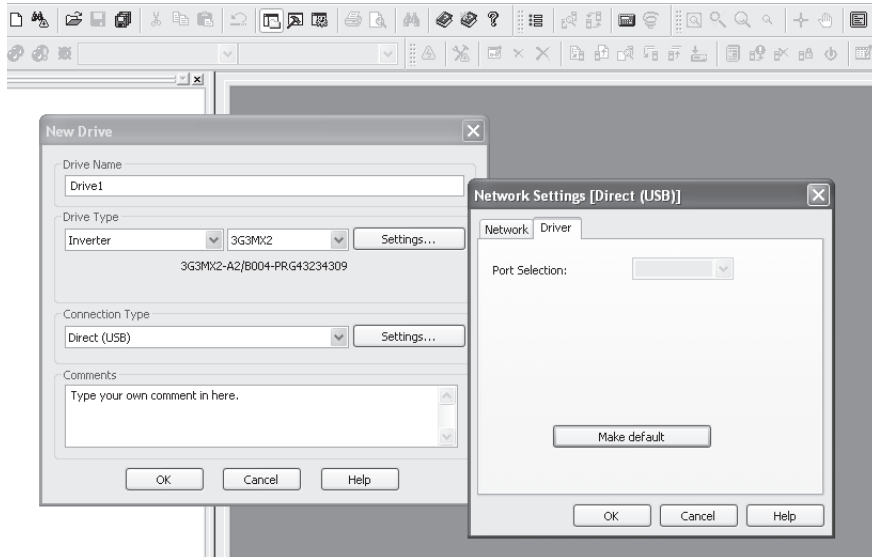 New Drive
Drive Name
Drive1
Drive Type
Inverter
3G3MX2
Settings...
3G3MX2-A2/B004-PRG43234309
Connection Type
Direct (USB)
Settings...
Comments
Type your own comment in here.
OK
Cancel
Help
Network Settings [Direct (USB)]
Network
Driver
Port Selection:
Make default
OK
Cancel
Help